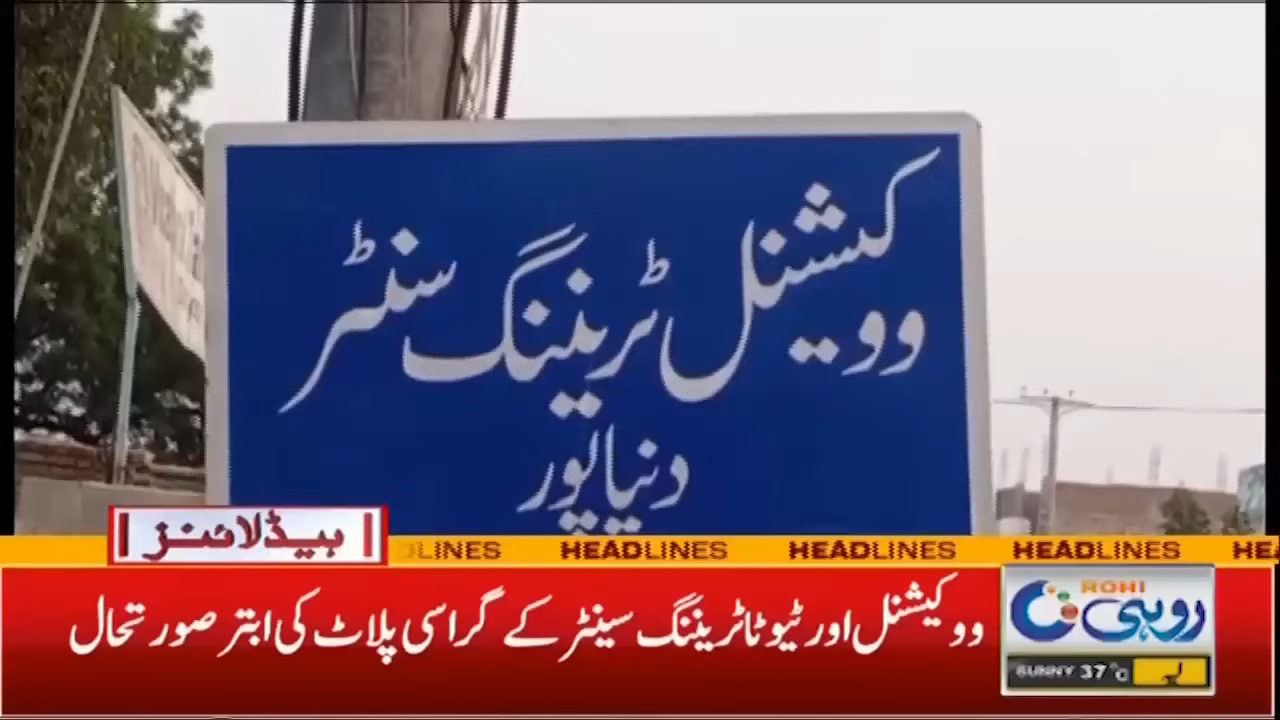 ووکیشنل ٹریننگ سنٹر
دنیاپور
ہیڈلائنز
HEADLINES HEADLINES HEADLINES
ووکیشنل اور ٹیوٹا ٹریننگ سینٹر کے گراسی پلاٹ کی ابتر صورتحال
ROHI
روہی
SUNNY 37°C
لیہ